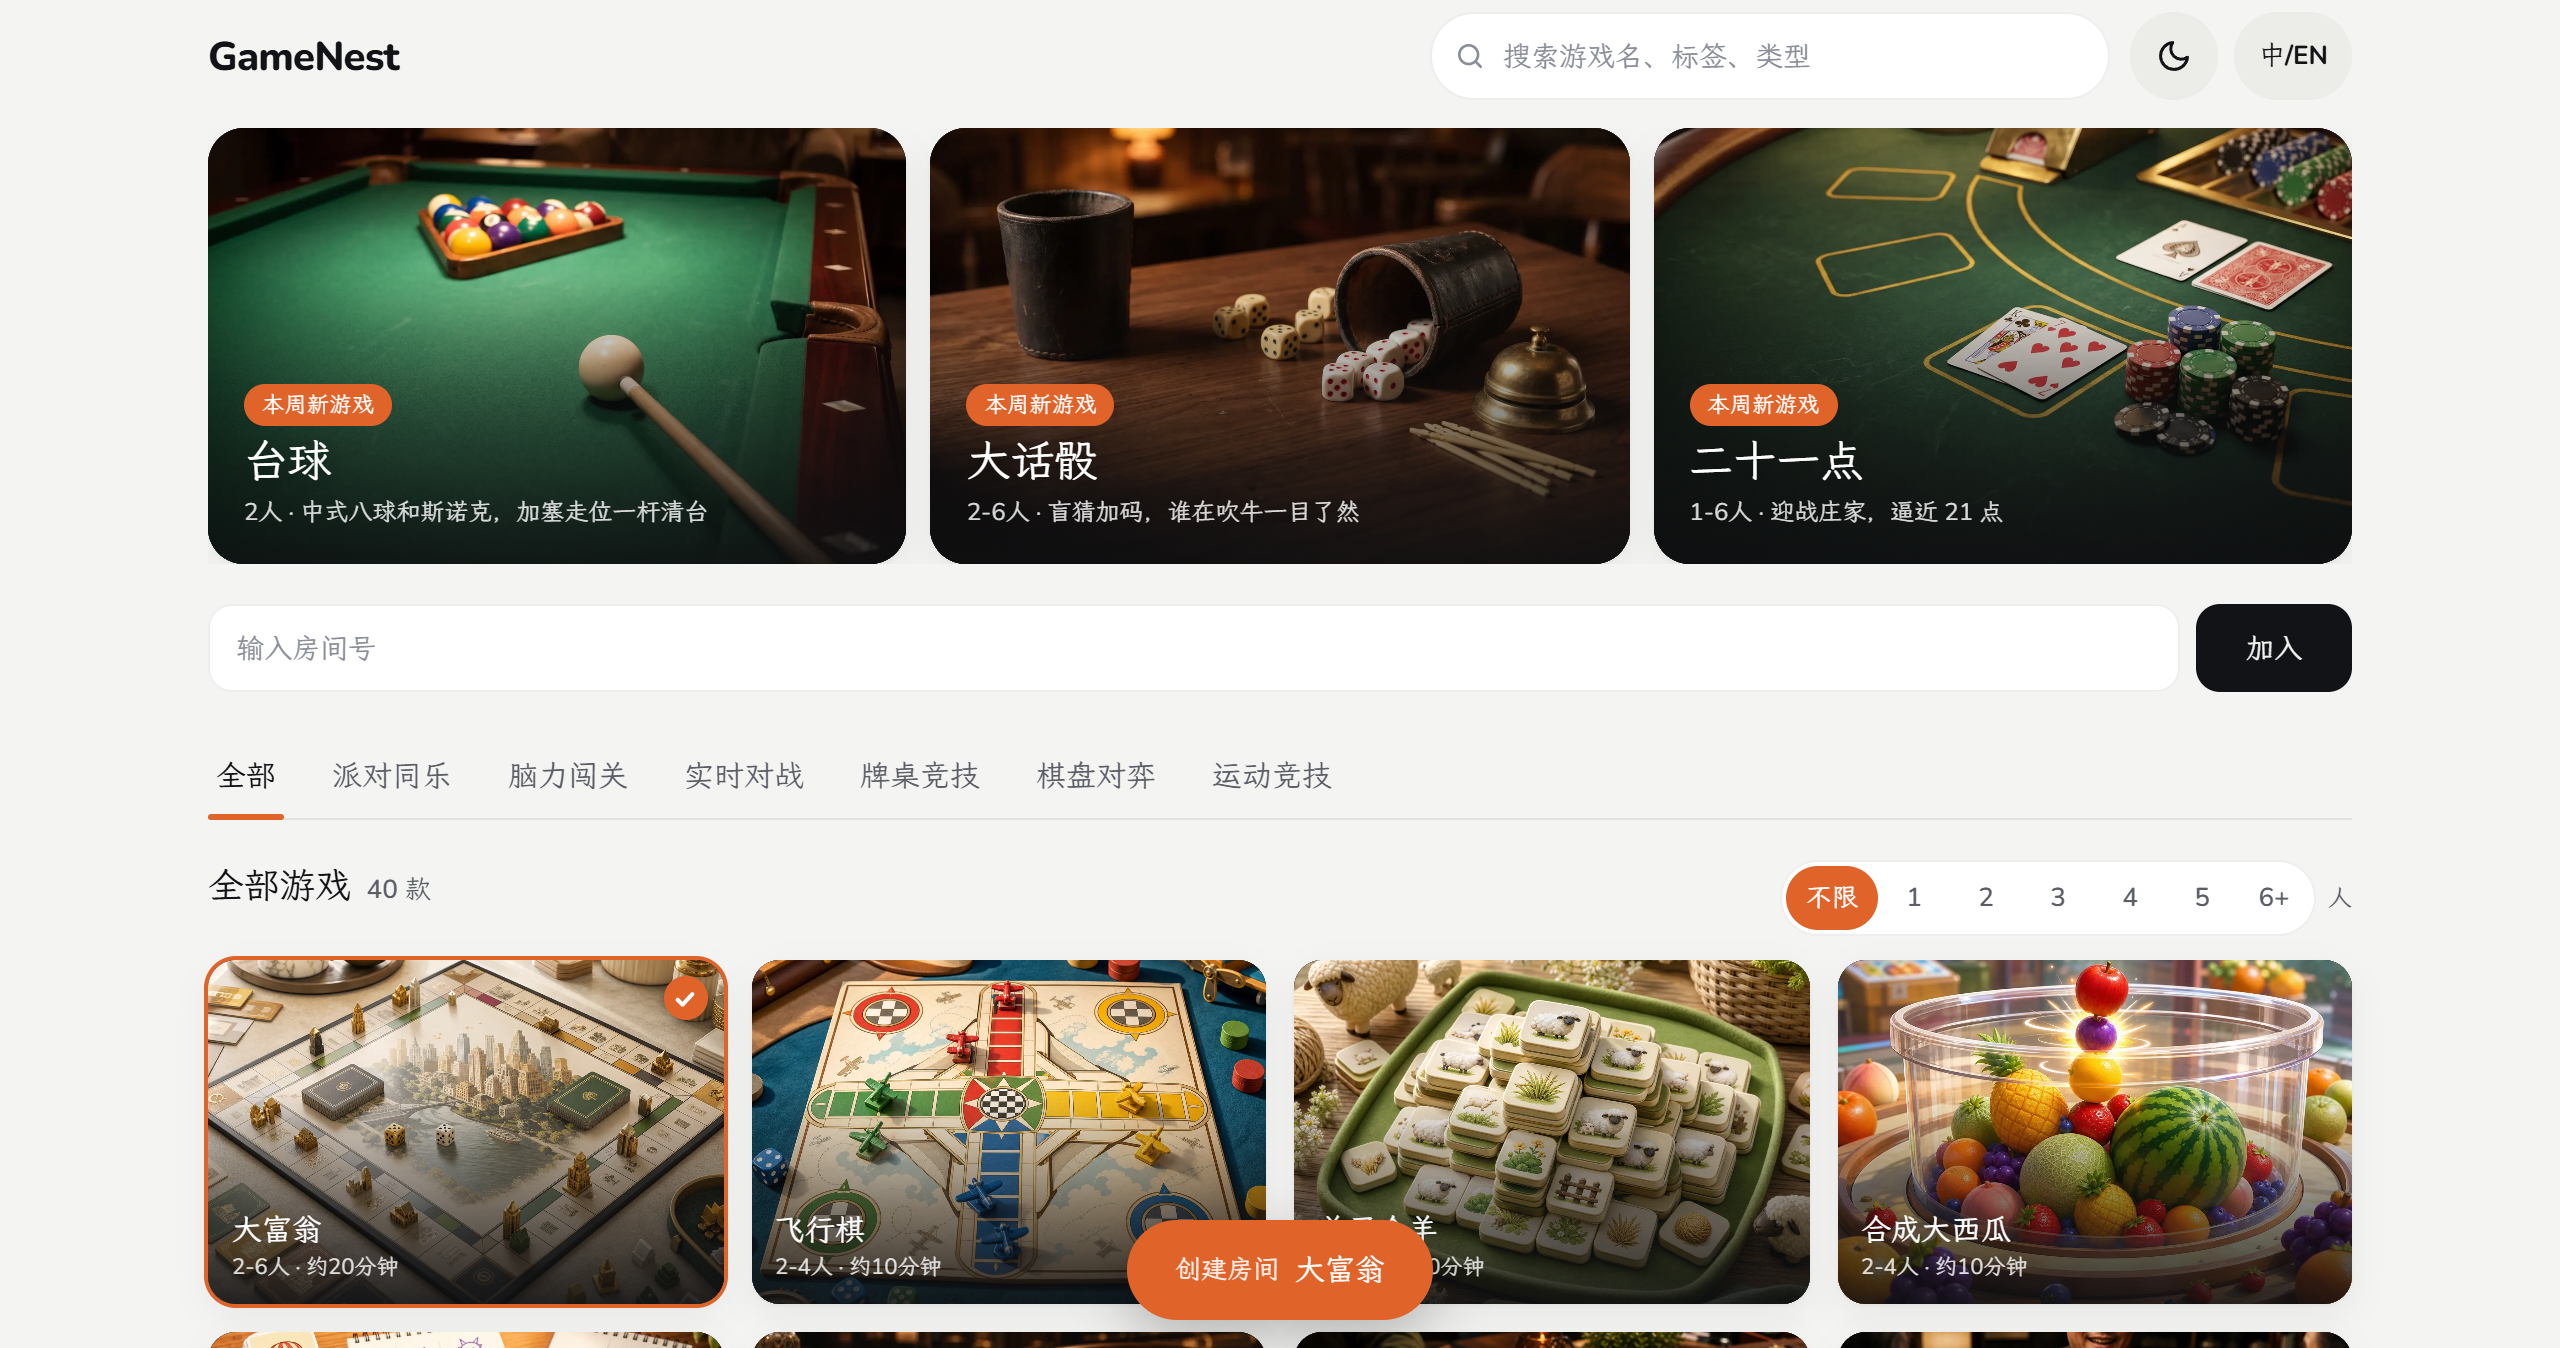 GameNest
搜索游戏名、标签、类型
中/EN
本周新游戏
台球
2人 · 中式八球和斯诺克，加塞走位一杆清台
本周新游戏
大话骰
2-6人 · 盲猜加码，谁在吹牛一目了然
本周新游戏
二十一点
1-6人 · 迎战庄家，逼近 21 点
输入房间号
加入
全部
派对同乐
脑力闯关
实时对战
牌桌竞技
棋盘对弈
运动竞技
全部游戏 40 款
不限 1 2 3 4 5 6+ 人
大富翁
2-6人 · 约20分钟
飞行棋
2-4人 · 约10分钟
羊
0分钟
合成大西瓜
2-4人 · 约10分钟
创建房间 大富翁